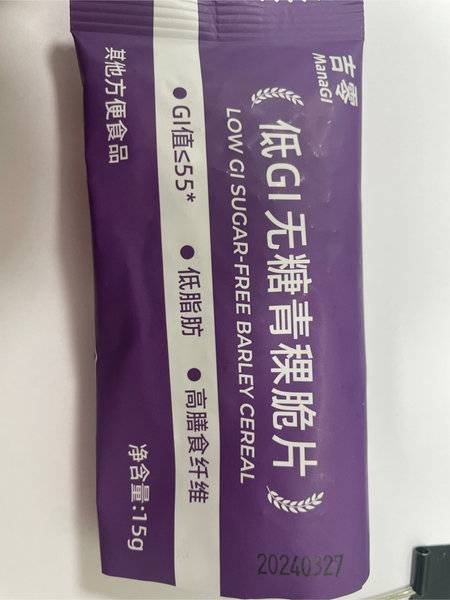 吉零
ManaGI
低GI无糖青稞脆片
LOW GI SUGAR-FREE BARLEY CEREAL
●GI值≤55* ●低脂肪 ●高膳食纤维
其他方便食品
净含量:15g
20240327